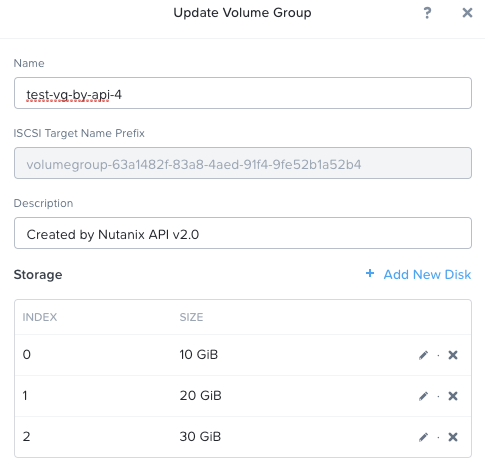 Update Volume Group
?
Name
test-vg-by-api-4
ISCSI Target Name Prefix
volumegroup-63a1482f-83a8-4aed-91f4-9fe52b1a52b4
Description
Created by Nutanix API v2.0
Storage + Add New Disk
INDEX SIZE
0 10 GiB
1 20 GiB
2 30 GiB